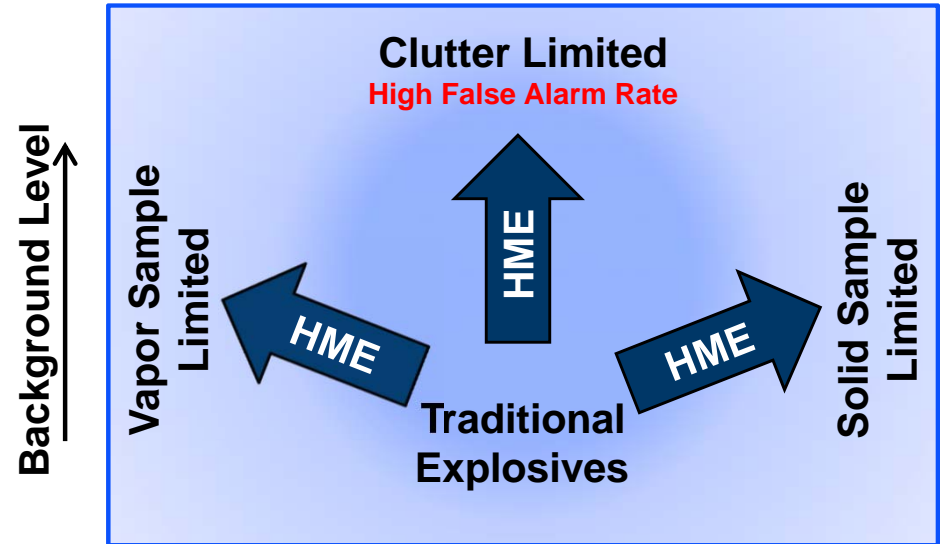 Clutter Limited
High False Alarm Rate
Background Level
Vapor Sample
Limited
HME
HME
HME
Solid Sample
Limited
Traditional
Explosives